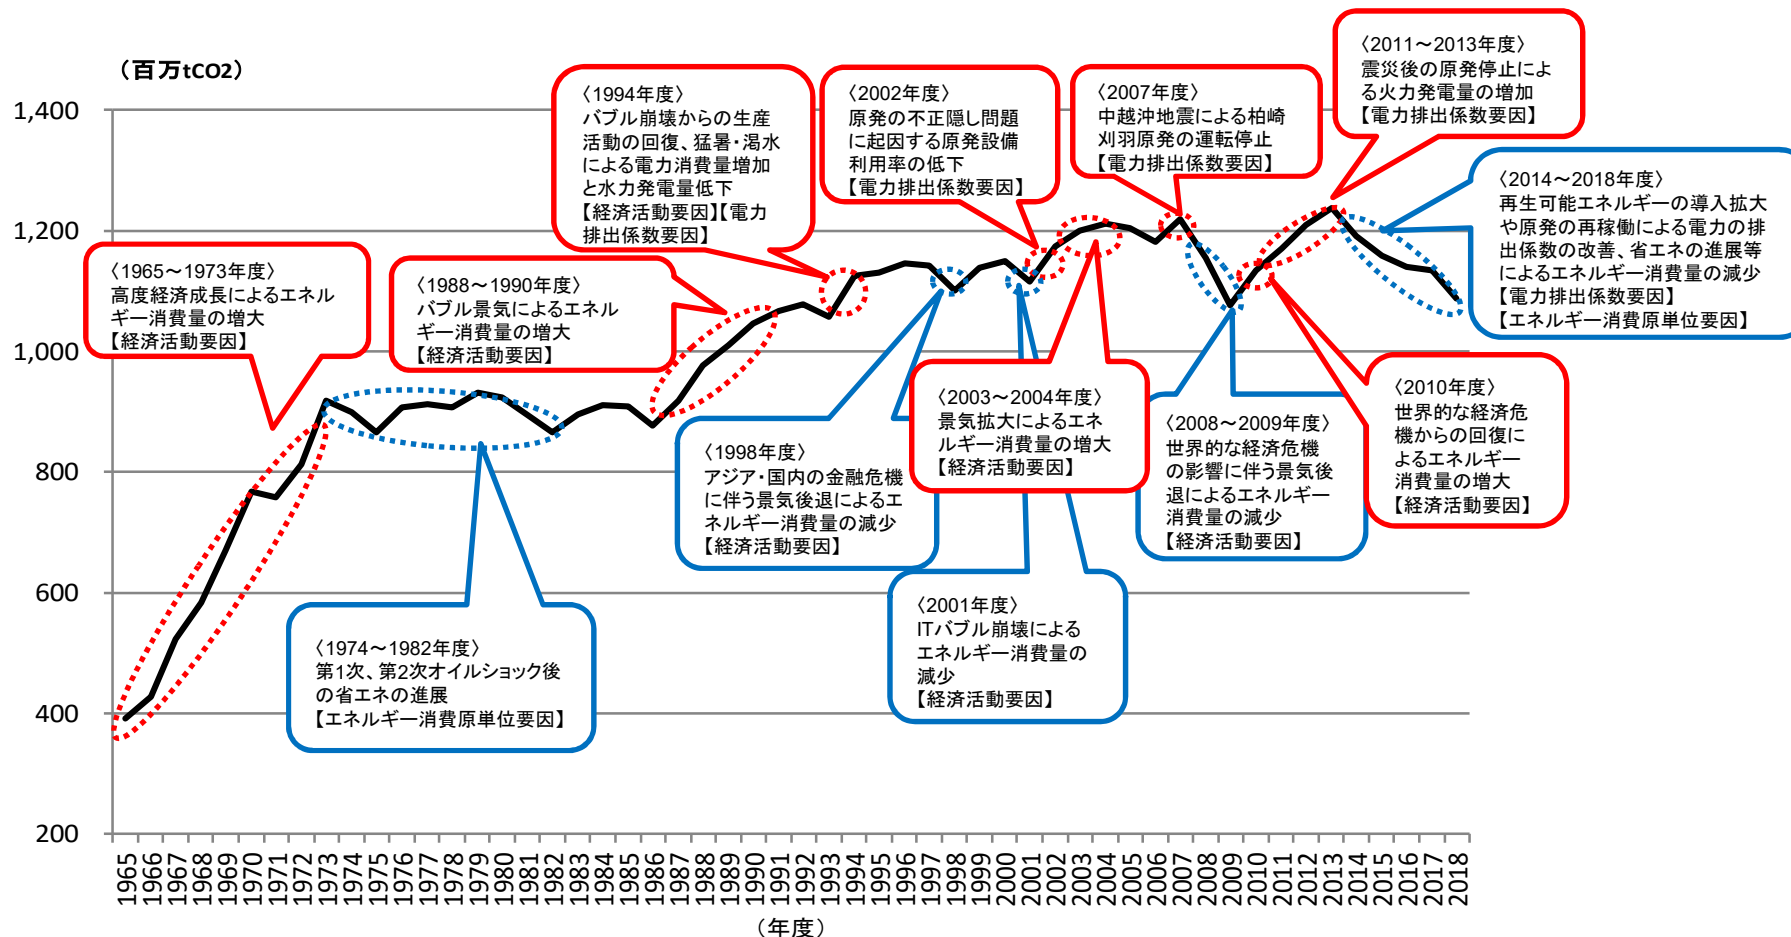 （百万tCO2）
1,400
1,200
1,000
800
600
400
200
〈1965～1973年度〉
高度経済成長によるエネル
ギー消費量の増大
【経済活動要因】
〈1974～1982年度〉
第1次、第2次オイルショック後
の省エネの進展
【エネルギー消費原単位要因】
〈1988～1990年度〉
バブル景気によるエネル
ギー消費量の増大
【経済活動要因】
〈1994年度〉
バブル崩壊からの生産
活動の回復、猛暑・渇水
による電力消費量増加
と水力発電量低下
【経済活動要因】【電力
排出係数要因】
〈1998年度〉
アジア・国内の金融危機
に伴う景気後退によるエ
ネルギー消費量の減少
【経済活動要因】
〈2001年度〉
ITバブル崩壊による
エネルギー消費量の
減少
【経済活動要因】
〈2002年度〉
原発の不正隠し問題
に起因する原発設備
利用率の低下
【電力排出係数要因】
〈2003～2004年度〉
景気拡大によるエネ
ルギー消費量の増大
【経済活動要因】
〈2007年度〉
中越沖地震による柏崎
刈羽原発の運転停止
【電力排出係数要因】
〈2008～2009年度〉
世界的な経済危機
の影響に伴う景気後
退によるエネルギー
消費量の減少
【経済活動要因】
〈2010年度〉
世界的な経済危
機からの回復に
よるエネルギー
消費量の増大
【経済活動要因】
〈2011～2013年度〉
震災後の原発停止によ
る火力発電量の増加
【電力排出係数要因】
〈2014～2018年度〉
再生可能エネルギーの導入拡大
や原発の再稼働による電力の排
出係数の改善、省エネの進展等
によるエネルギー消費量の減少
【電力排出係数要因】
【エネルギー消費原単位要因】
1965
1966
1967
1968
1969
1970
1971
1972
1973
1974
1975
1976
1977
1978
1979
1980
1981
1982
1983
1984
1985
1986
1987
1988
1989
1990
1991
1992
1993
1994
1995
1996
1997
1998
1999
2000
2001
2002
2003
2004
2005
2006
2007
2008
2009
2010
2011
2012
2013
2014
2015
2016
2017
2018
（年度）